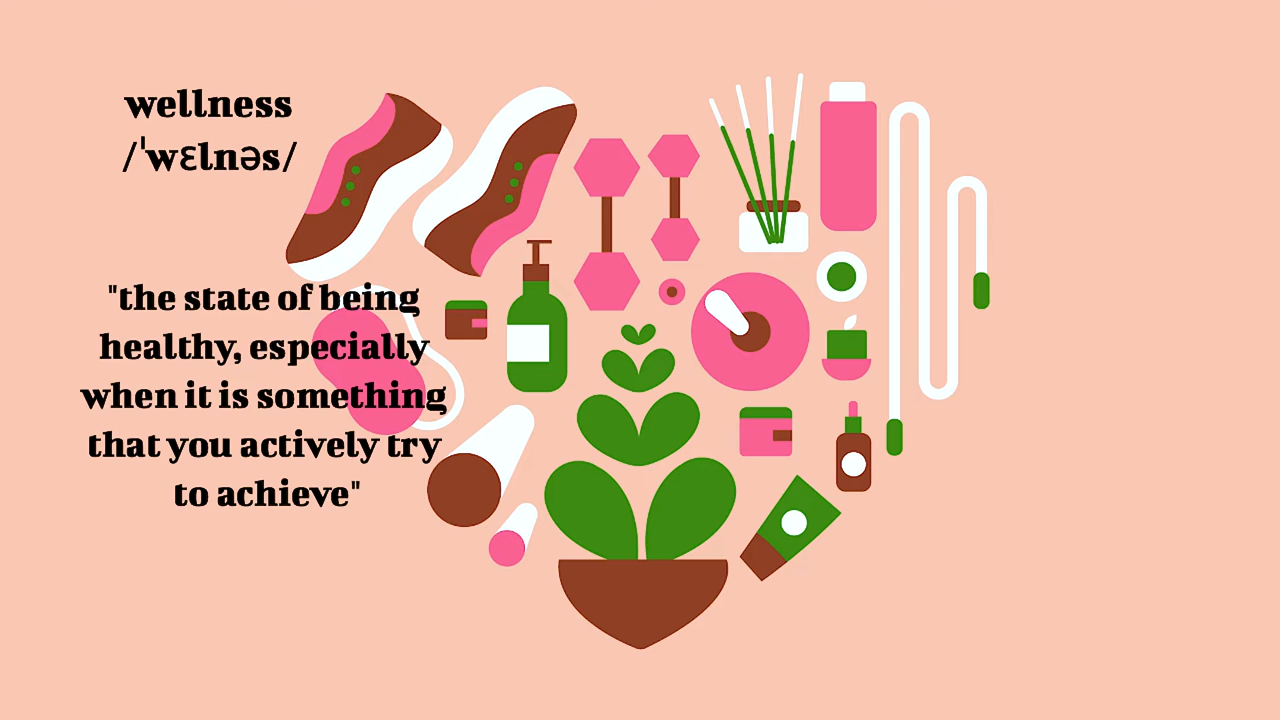 wellness
/ˈwɛlnəs/
"the state of being
healthy, especially
when it is something
that you actively try
to achieve"